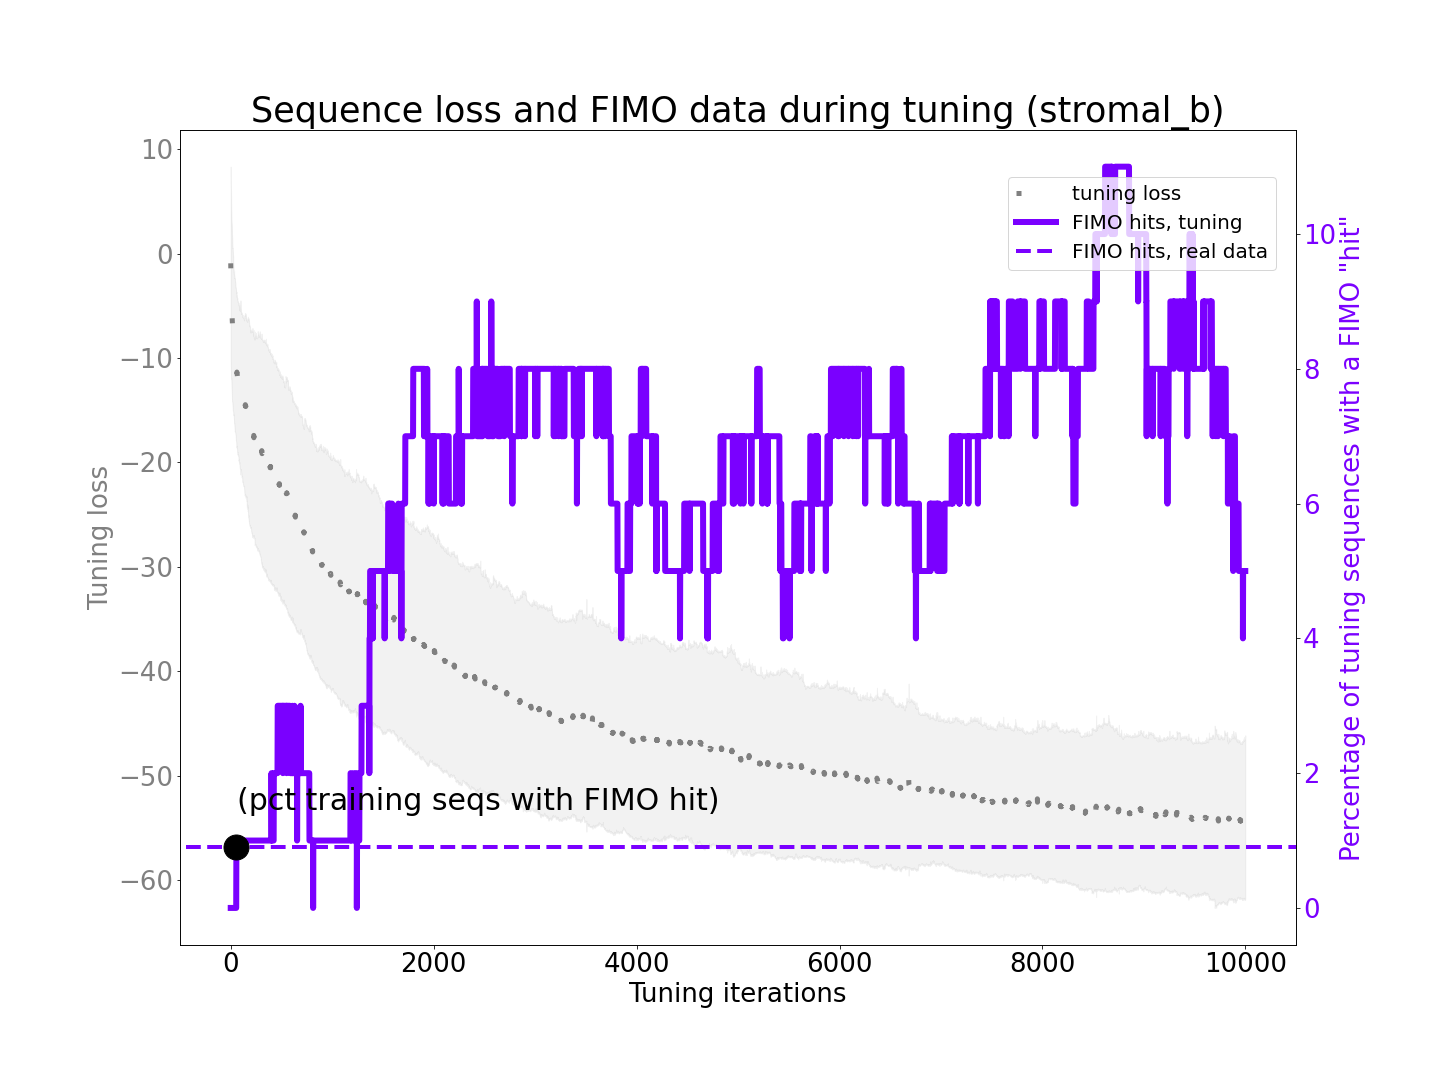 Sequence loss and FIMO data during tuning (stromal_b)
10
0
−10
−20
−30
−40
−50
−60
Tuning loss
tuning loss
FIMO hits, tuning
FIMO hits, real data
(pct training seqs with FIMO hit)
10
8
6
4
2
0
Percentage of tuning sequences with a FIMO "hit"
0
2000
4000
6000
8000
10000
Tuning iterations